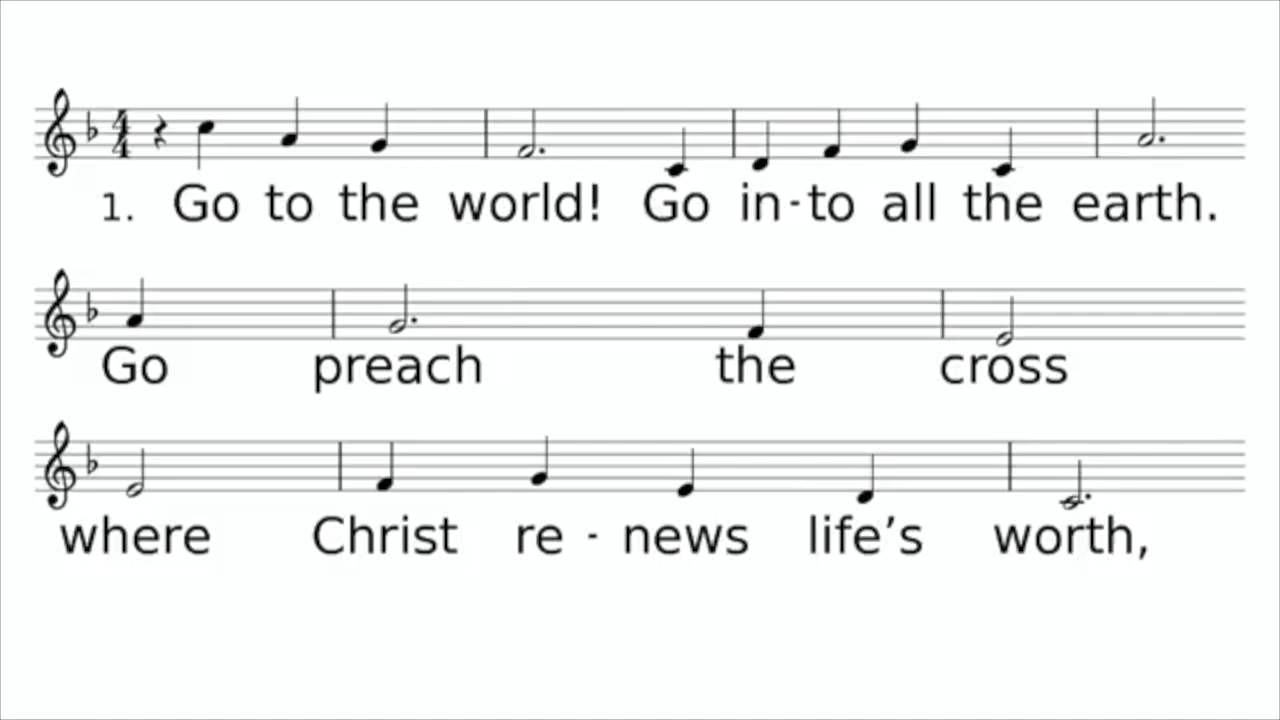 1. Go to the world! Go in-to all the earth.
Go preach the cross
where Christ re - news life’s worth,